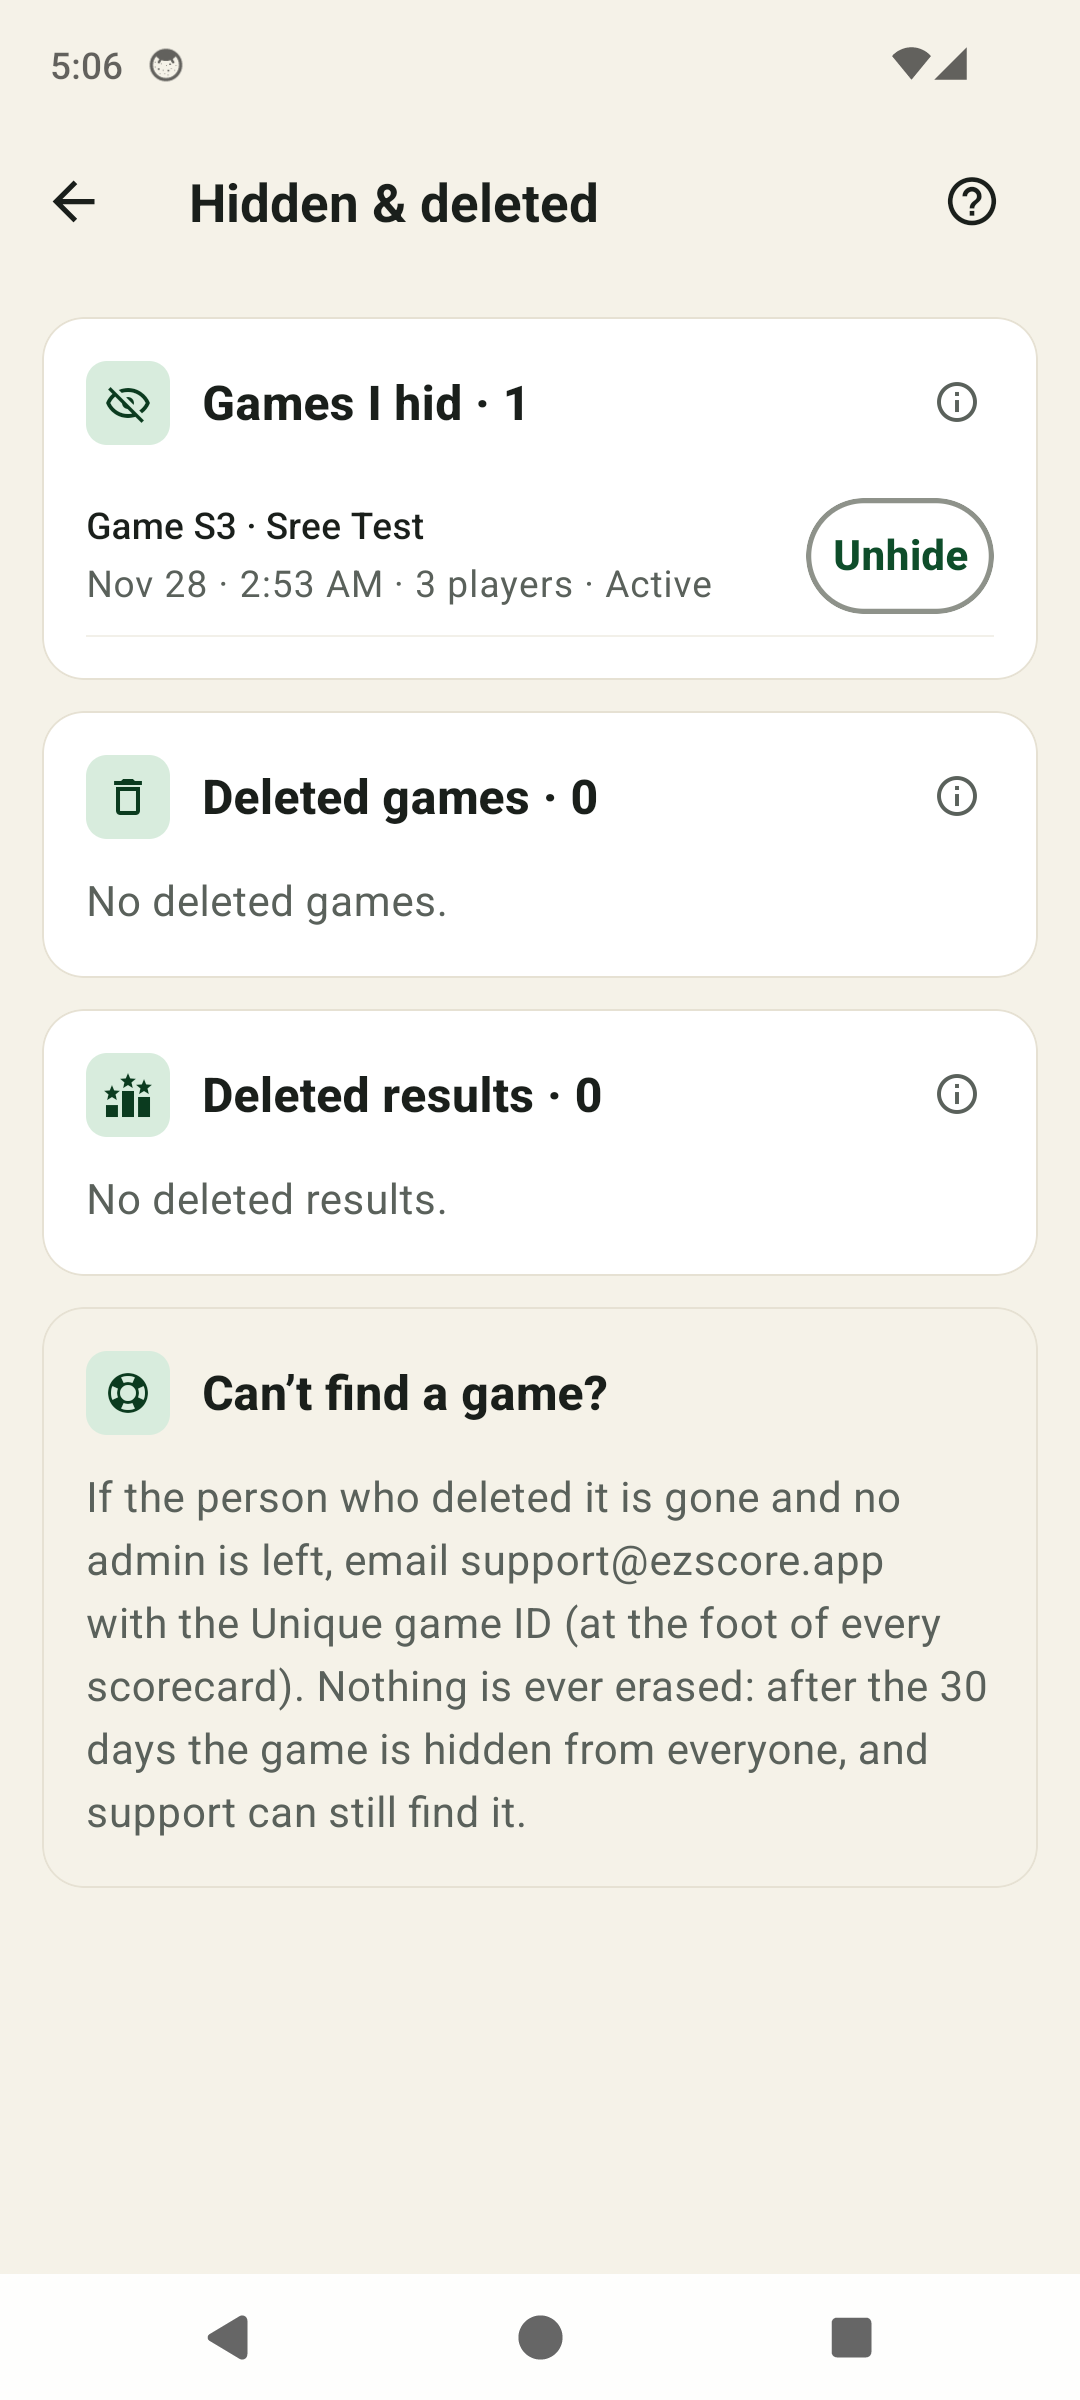 5:06
Hidden & deleted
Games I hid · 1
Game S3 · Sree Test
Nov 28 · 2:53 AM · 3 players · Active
Unhide
Deleted games · 0
No deleted games.
Deleted results · 0
No deleted results.
Can’t find a game?
If the person who deleted it is gone and no
admin is left, email support@ezscore.app
with the Unique game ID (at the foot of every
scorecard). Nothing is ever erased: after the 30
days the game is hidden from everyone, and
support can still find it.